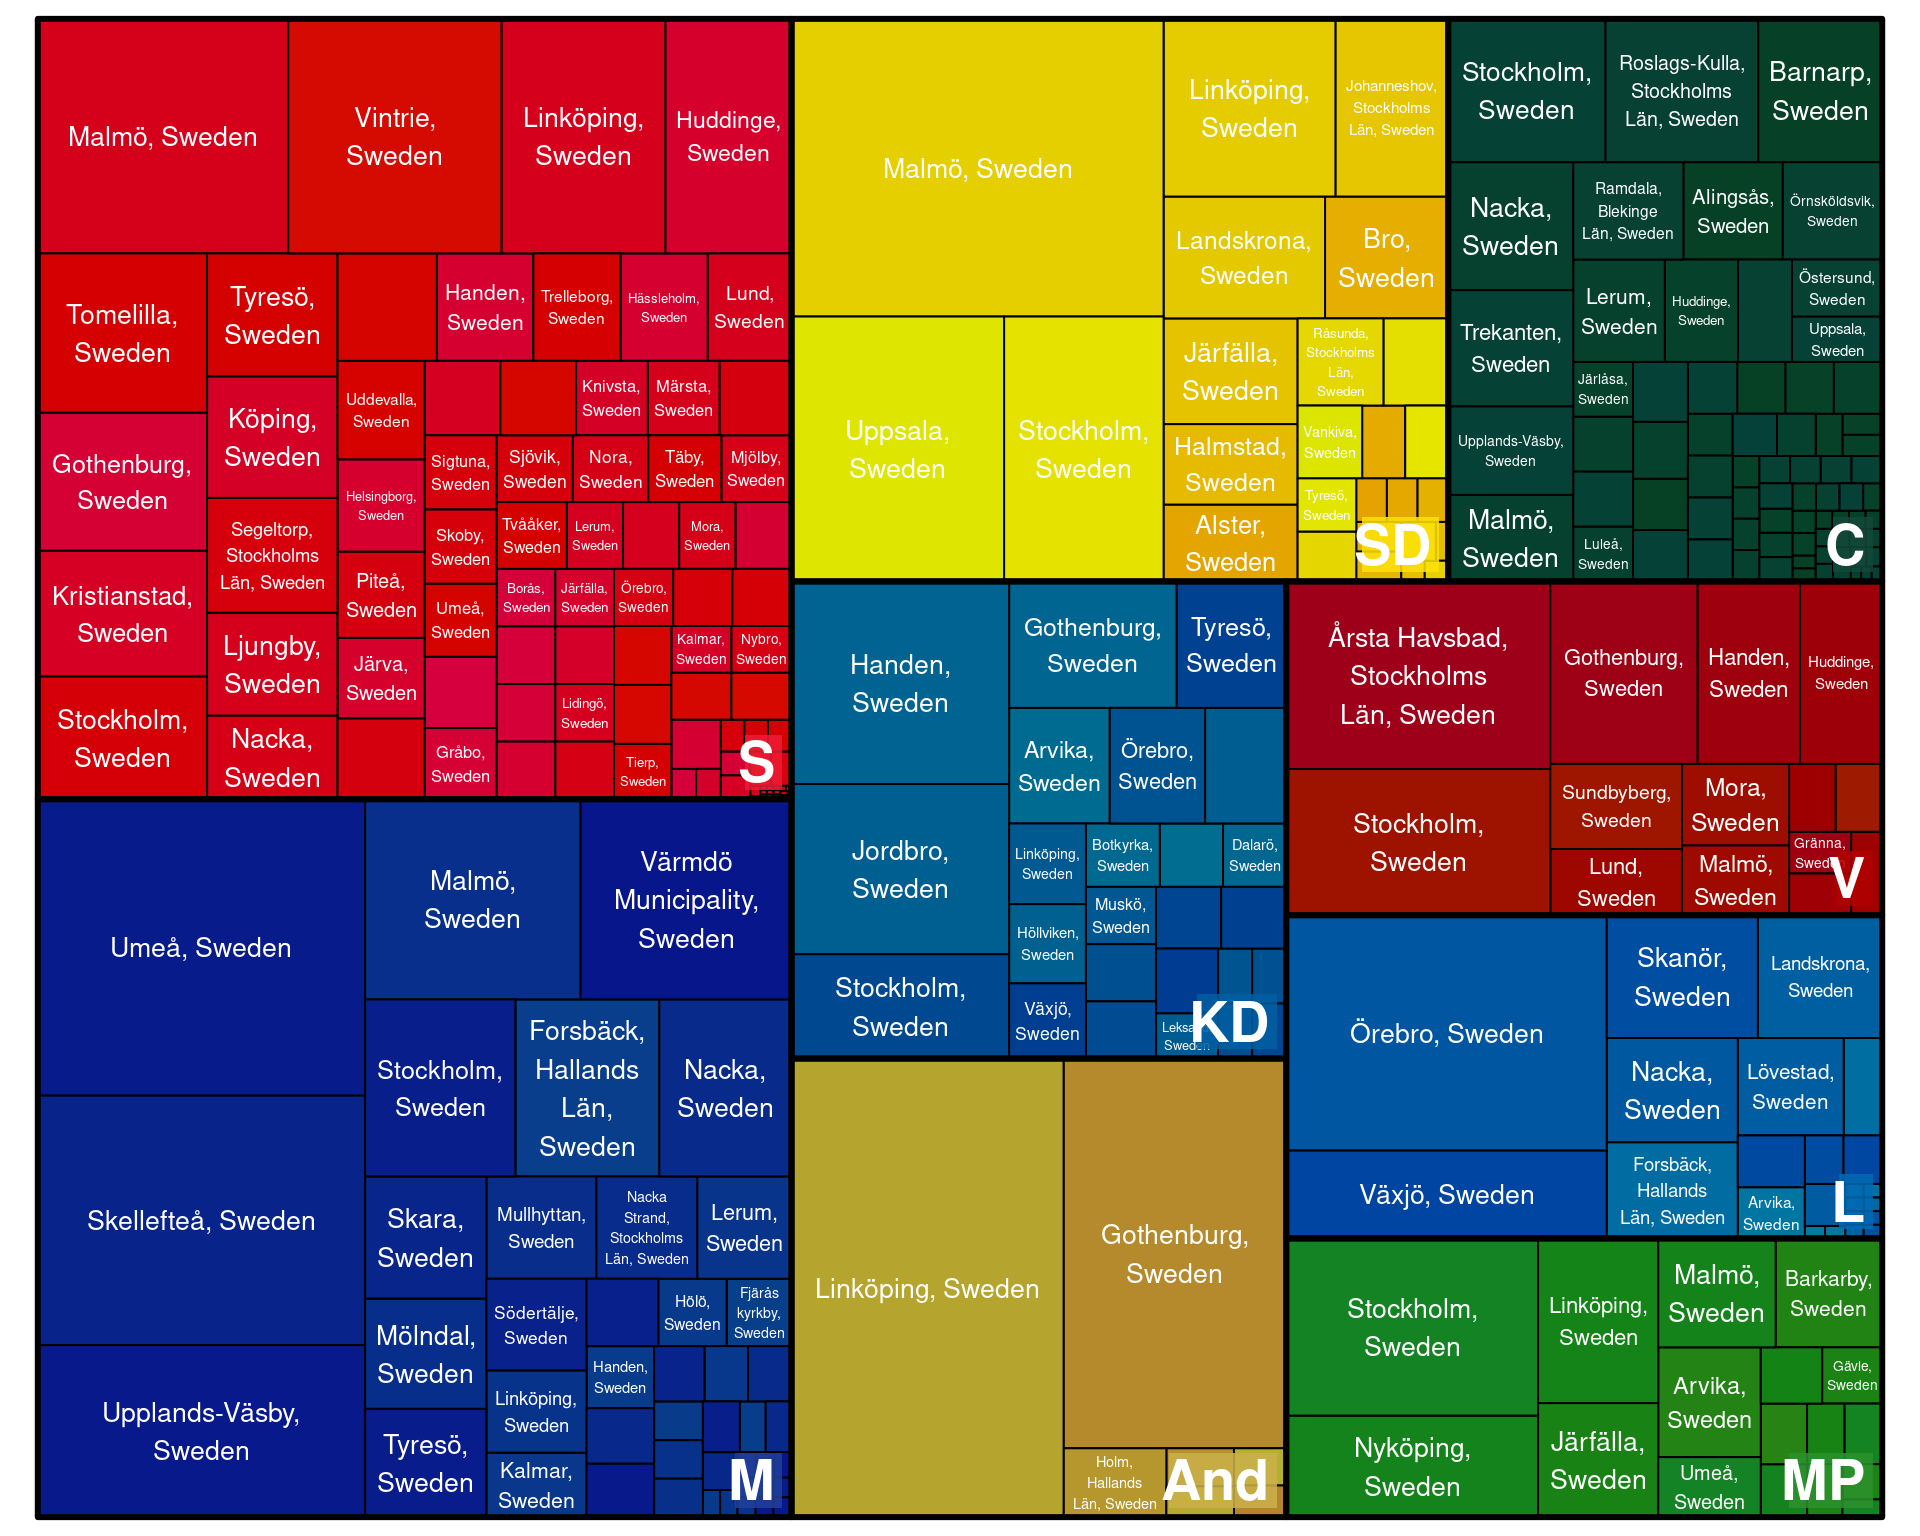 Malmö, Sweden
Vintrie,
Sweden
Linköping,
Sweden
Huddinge,
Sweden
Tomelilla,
Sweden
Gothenburg,
Sweden
Kristianstad,
Sweden
Stockholm,
Sweden
Tyresö,
Sweden
Köping,
Sweden
Segeltorp,
Stockholms
Län, Sweden
Ljungby,
Sweden
Nacka,
Sweden
Handen,
Sweden
Trelleborg,
Sweden
Hässleholm,
Sweden
Lund,
Sweden
Uddevalla,
Sweden
Helsingborg,
Sweden
Piteå,
Sweden
Järva,
Sweden
Knivsta,
Sweden
Märsta,
Sweden
Sigtuna,
Sweden
Skoby,
Sweden
Umeå,
Sweden
Gråbo,
Sweden
Sjövik,
Sweden
Nora,
Sweden
Täby,
Sweden
Mjölby,
Sweden
Tvååker,
Sweden
Lerum,
Sweden
Mora,
Sweden
Borås,
Sweden
Järfälla,
Sweden
Örebro,
Sweden
Kalmar,
Sweden
Nybro,
Sweden
Lidingö,
Sweden
Tierp,
Sweden
S
Umeå, Sweden
Skellefteå, Sweden
Upplands-Väsby,
Sweden
Malmö,
Sweden
Värmdö
Municipality,
Sweden
Stockholm,
Sweden
Forsbäck,
Hallands
Län,
Sweden
Nacka,
Sweden
Skara,
Sweden
Mölndal,
Sweden
Tyresö,
Sweden
Mullhyttan,
Sweden
Nacka
Strand,
Stockholms
Län, Sweden
Lerum,
Sweden
Södertälje,
Sweden
Linköping,
Sweden
Kalmar,
Sweden
Hölö,
Sweden
Fjärås
kyrkby,
Sweden
Handen,
Sweden
M
Malmö, Sweden
Uppsala,
Sweden
Stockholm,
Sweden
Linköping,
Sweden
Johanneshov,
Stockholms
Län, Sweden
Landskrona,
Sweden
Bro,
Sweden
Järfälla,
Sweden
Halmstad,
Sweden
Alster,
Sweden
Råsunda,
Stockholms
Län,
Sweden
Vankiva,
Sweden
Tyresö,
Sweden
SD
Stockholm,
Sweden
Roslags-Kulla,
Stockholms
Län, Sweden
Barnarp,
Sweden
Nacka,
Sweden
Trekanten,
Sweden
Upplands-Väsby,
Sweden
Malmö,
Sweden
Ramdala,
Blekinge
Län, Sweden
Alingsås,
Sweden
Örnsköldsvik,
Sweden
Lerum,
Sweden
Huddinge,
Sweden
Östersund,
Sweden
Uppsala,
Sweden
Järlåsa,
Sweden
Luleå,
Sweden
C
Handen,
Sweden
Jordbro,
Sweden
Stockholm,
Sweden
Gothenburg,
Sweden
Tyresö,
Sweden
Arvika,
Sweden
Örebro,
Sweden
Linköping,
Sweden
Höllviken,
Sweden
Växjö,
Sweden
Botkyrka,
Sweden
Dalarö,
Sweden
Muskö,
Sweden
Sweden
KD
Årsta Havsbad,
Stockholms
Län, Sweden
Stockholm,
Sweden
Gothenburg,
Sweden
Handen,
Sweden
Huddinge,
Sweden
Sundbyberg,
Sweden
Lund,
Sweden
Mora,
Sweden
Malmö,
Sweden
Gränna,
V
Örebro, Sweden
Växjö, Sweden
Skanör,
Sweden
Landskrona,
Sweden
Nacka,
Sweden
Lövestad,
Sweden
Forsbäck,
Hallands
Län, Sweden
Arvika,
Sweden
L
Linköping, Sweden
Gothenburg,
Sweden
Holm,
Hallands
Län, Sweden
And
Stockholm,
Sweden
Nyköping,
Sweden
Linköping,
Sweden
Järfälla,
Sweden
Malmö,
Sweden
Barkarby,
Sweden
Arvika,
Sweden
Gävle,
Sweden
Umeå,
Sweden
MP